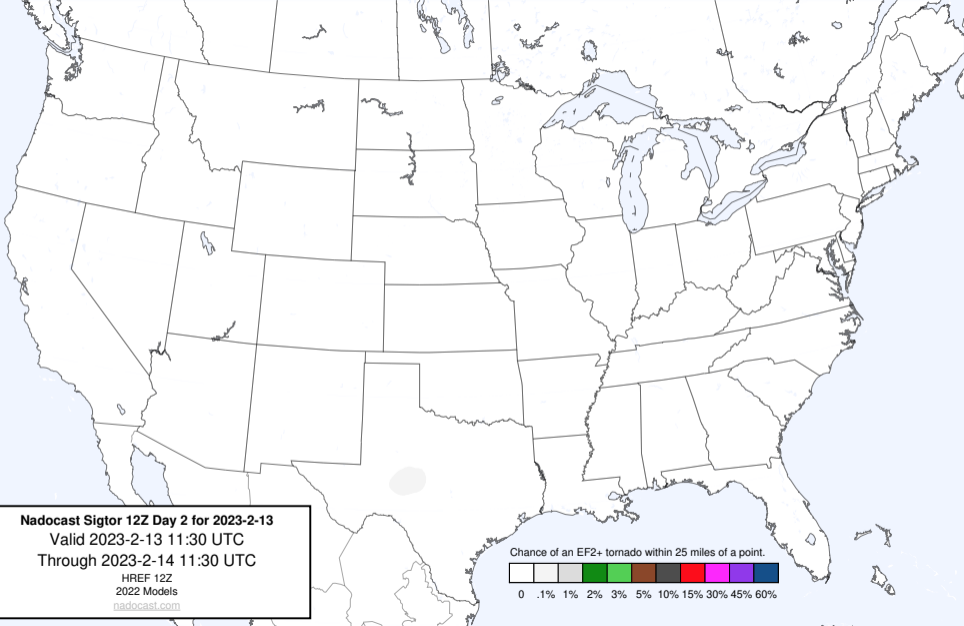 Nadocast Sigtor 12Z Day 2 for 2023-2-13
Valid 2023-2-13 11:30 UTC
Through 2023-2-14 11:30 UTC
HREF 12Z
2022 Models
nadocast.com
Chance of an EF2+ tornado within 25 miles of a point.
0 .1% 1% 2% 3% 5% 10% 15% 30% 45% 60%